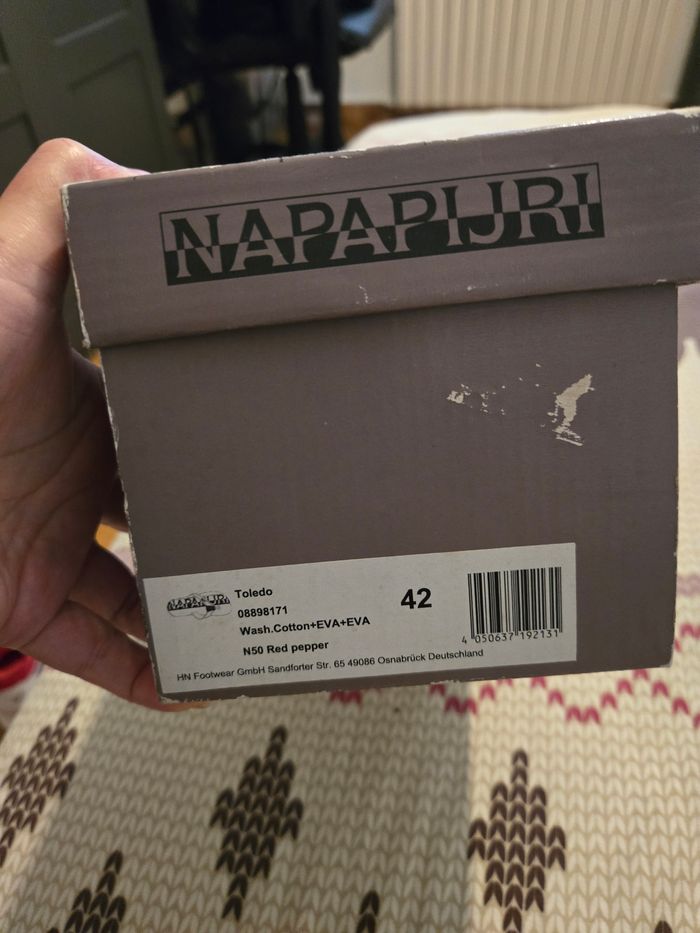 NAPAPIJRI
NAPAPIJRI
Toledo
08898171
Wash.Cotton+EVA+EVA
N50 Red pepper
42
4 050637 192131
HN Footwear GmbH Sandforter Str. 65 49086 Osnabrück Deutschland